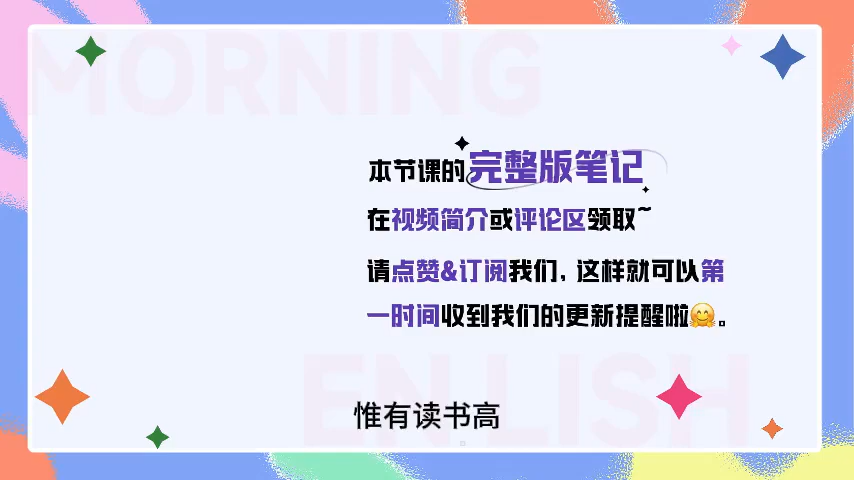 MORNING
本节课的完整版笔记
在视频简介或评论区领取~
请点赞&订阅我们，这样就可以第
一时间收到我们的更新提醒啦🤗。
EN LISH
惟有读书高